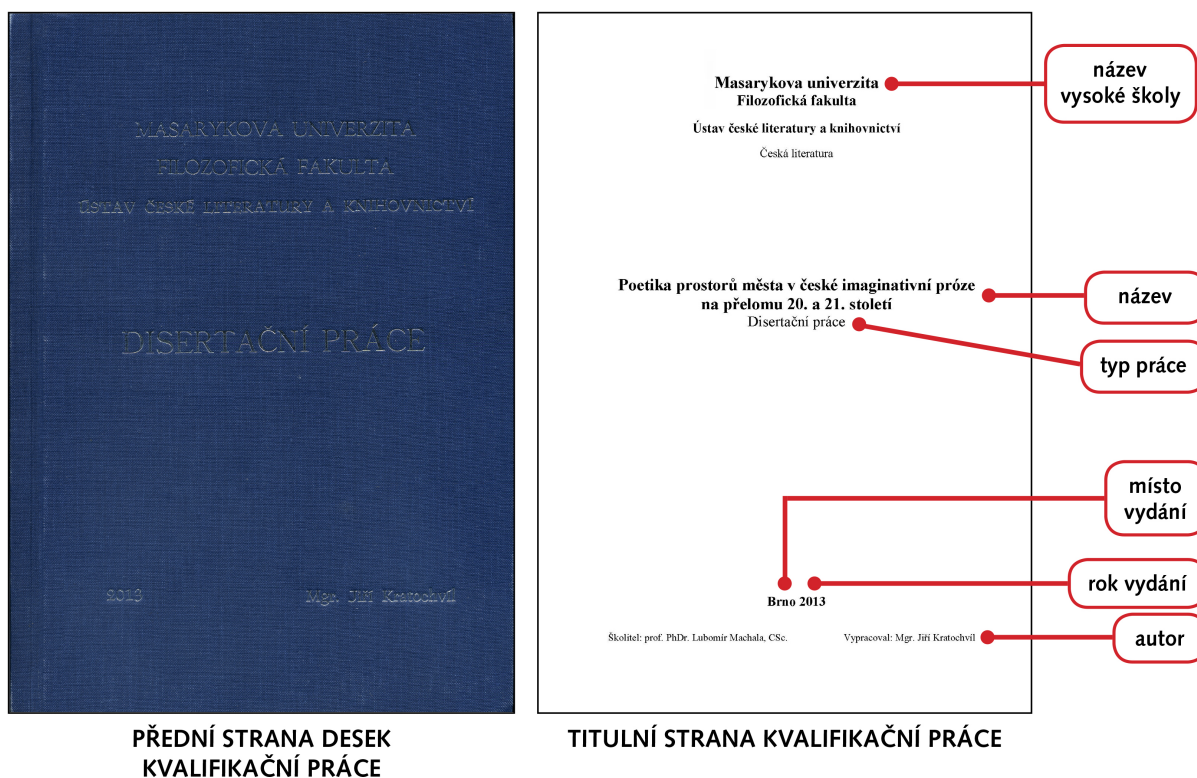 MASARYKOVA UNIVERZITA
FILOZOFICKÁ FAKULTA
ÚSTAV ČESKÉ LITERATURY A KNIHOVNICTVÍ
DISERTAČNÍ PRÁCE
2013 Mgr. Jiří Kratochvíl
PŘEDNÍ STRANA DESEK
KVALIFIKAČNÍ PRÁCE
Masarykova univerzita
Filozofická fakulta
Ústav české literatury a knihovnictví
Česká literatura
Poetika prostorů města v české imaginativní próze
na přelomu 20. a 21. století
Disertační práce
Brno 2013
Školitel: prof. PhDr. Lubomír Machala, CSc. Vypracoval: Mgr. Jiří Kratochvíl
TITULNÍ STRANA KVALIFIKAČNÍ PRÁCE
název
vysoké školy
název
typ práce
místo
vydání
rok vydání
autor